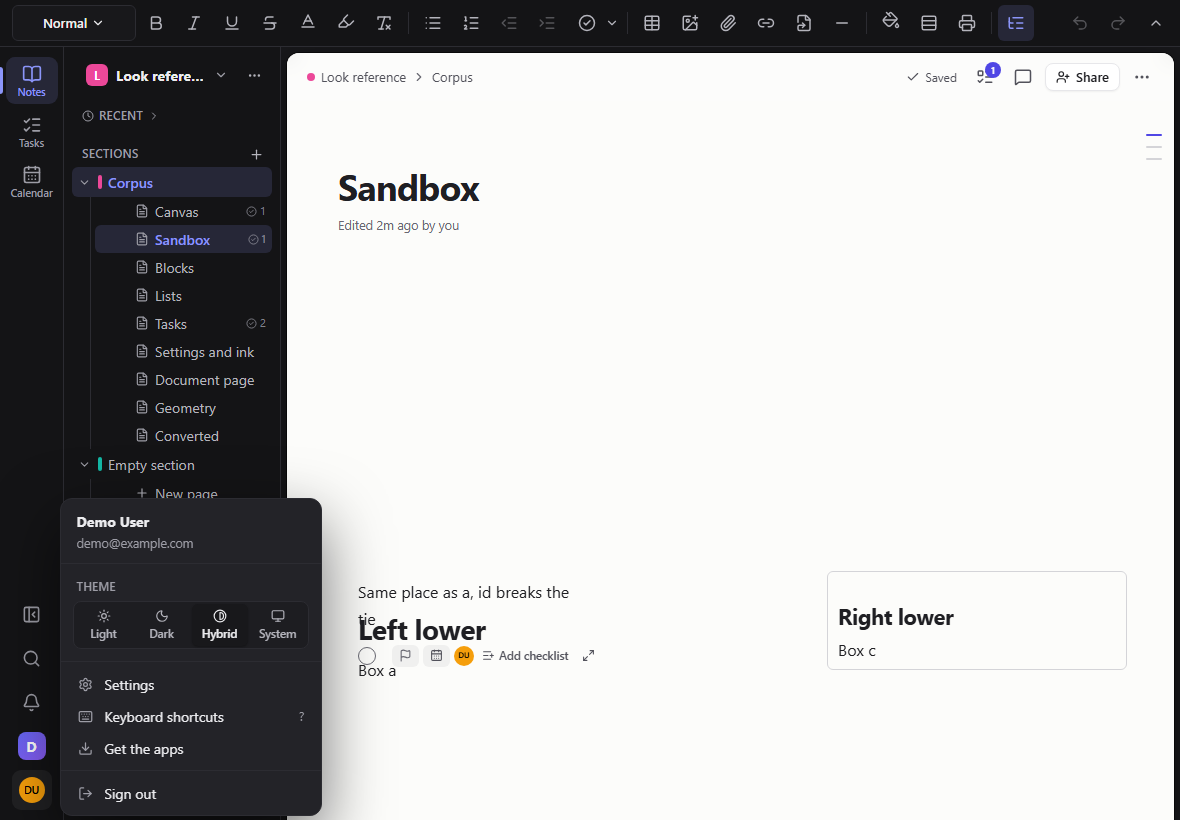 Normal
Notes
Tasks
Calendar
L Look refere...
RECENT
SECTIONS
Corpus
Canvas 1
Sandbox 1
Blocks
Lists
Tasks 2
Settings and ink
Document page
Geometry
Converted
Empty section
New page
Demo User
demo@example.com
THEME
Light Dark Hybrid System
Settings
Keyboard shortcuts ?
Get the apps
Sign out
D
DU
Look reference Corpus
Saved 1 Share
Sandbox
Edited 2m ago by you
Same place as a, id breaks the
tie
Left lower
DU Add checklist
Box a
Right lower
Box c